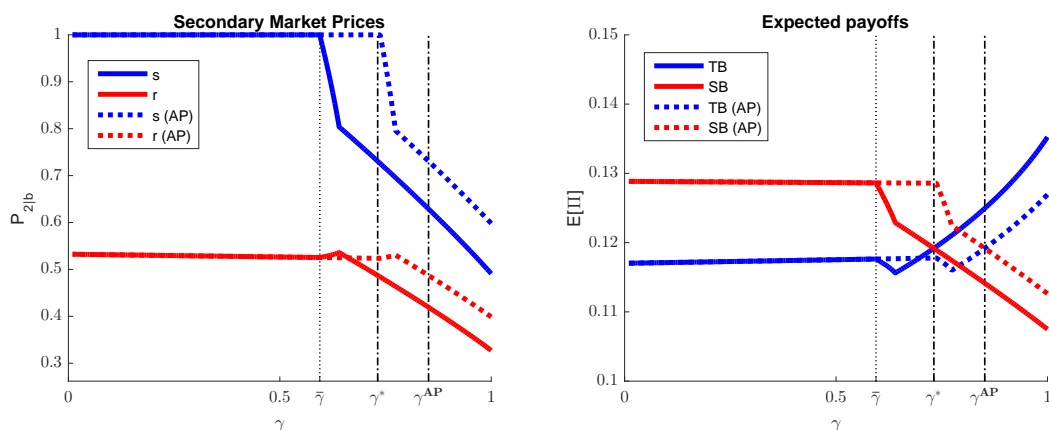 Secondary Market Prices
1
0.9
0.8
0.7
0.6
0.5
0.4
0.3
P2|b
s
r
s (AP)
r (AP)
0
0.5
γ̄
γ*
γAP
1
γ
Expected payoffs
0.15
0.14
0.13
0.12
0.11
0.1
E[Π]
TB
SB
TB (AP)
SB (AP)
0
0.5
γ̄
γ*
γAP
1
γ